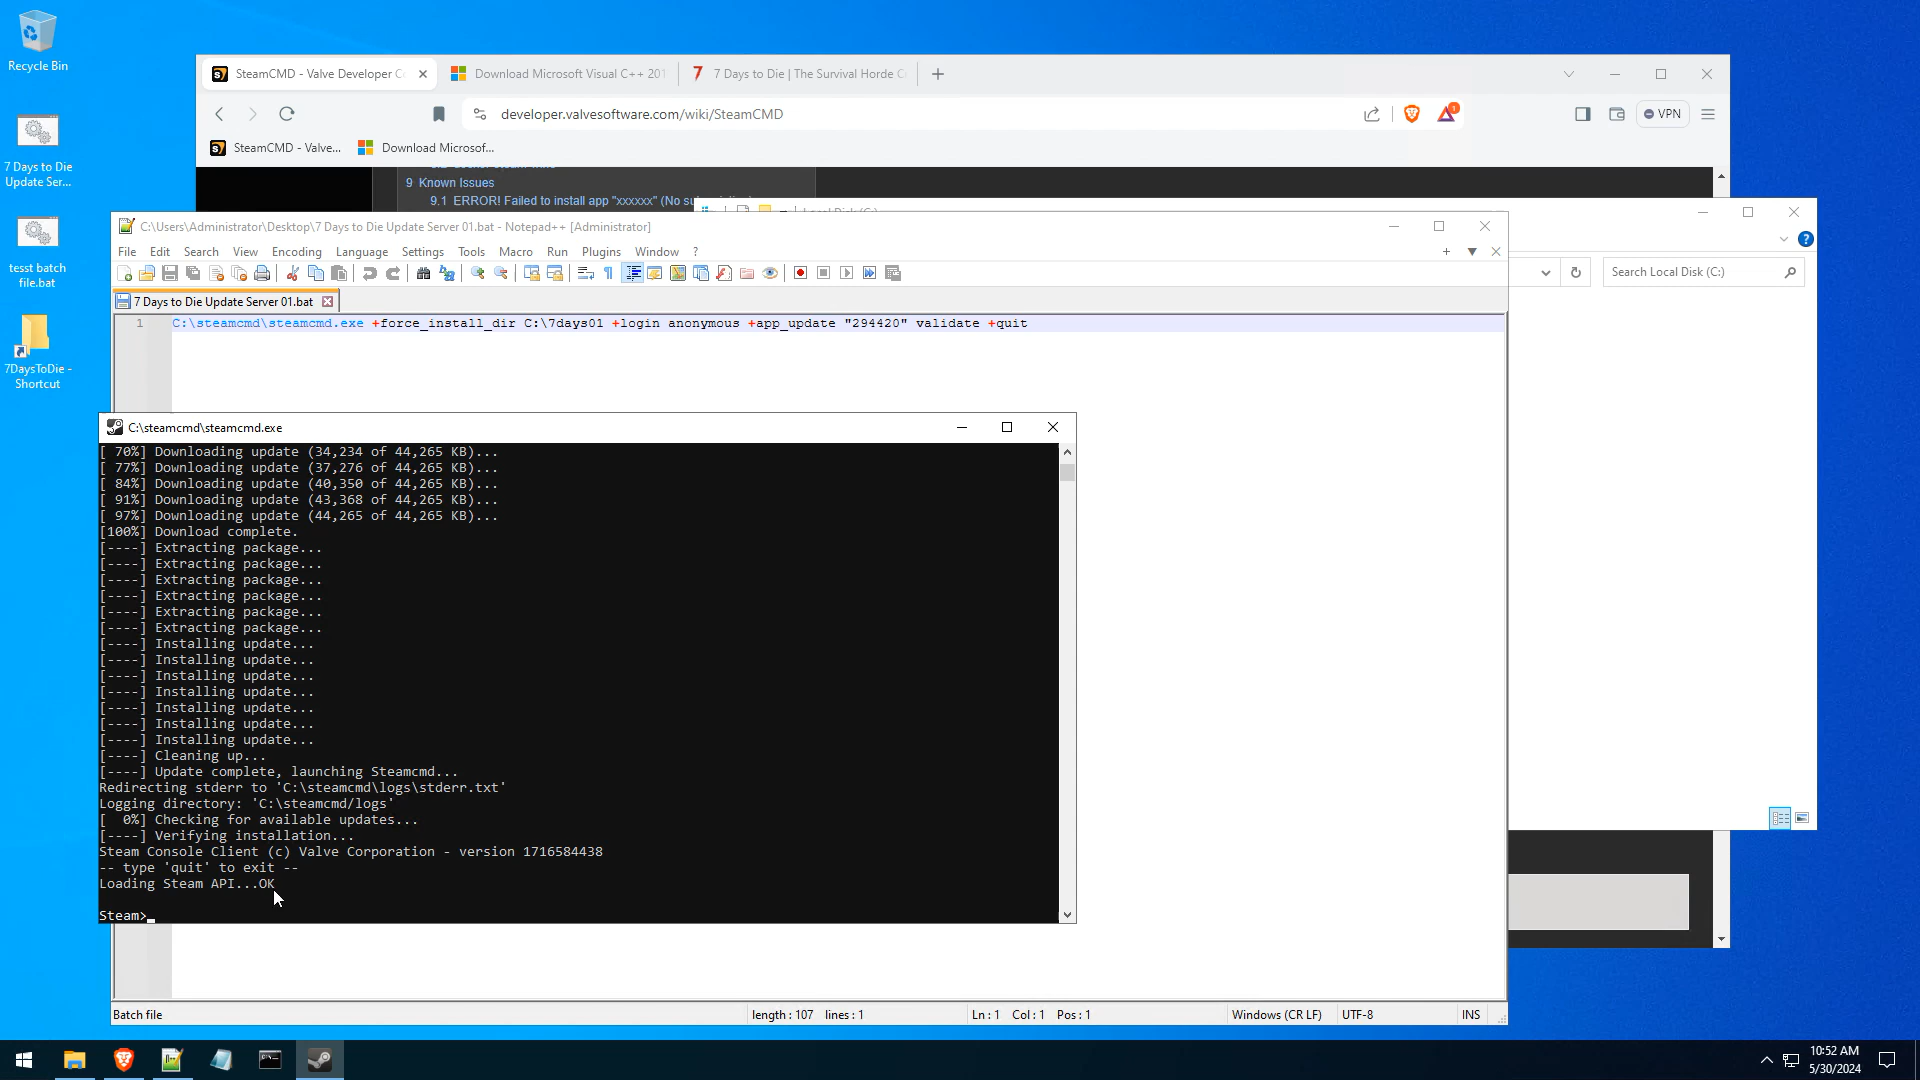 Recycle Bin
7 Days to Die
Update Ser...
tesst batch
file.bat
7DaysToDie -
Shortcut
SteamCMD - Valve Developer C
Download Microsoft Visual C++ 201
7 Days to Die | The Survival Horde C
developer.valvesoftware.com/wiki/SteamCMD
1
VPN
SteamCMD - Valve...
Download Microsof...
9 Known Issues
9.1 ERROR! Failed to install app "xxxxxx" (No su
Search Local Disk (C:)
C:\Users\Administrator\Desktop\7 Days to Die Update Server 01.bat - Notepad++ [Administrator]
File Edit Search View Encoding Language Settings Tools Macro Run Plugins Window ?
7 Days to Die Update Server 01.bat
1 C:\steamcmd\steamcmd.exe +force_install_dir C:\7days01 +login anonymous +app_update "294420" validate +quit
C:\steamcmd\steamcmd.exe
[ 70%] Downloading update (34,234 of 44,265 KB)...
[ 77%] Downloading update (37,276 of 44,265 KB)...
[ 84%] Downloading update (40,350 of 44,265 KB)...
[ 91%] Downloading update (43,368 of 44,265 KB)...
[ 97%] Downloading update (44,265 of 44,265 KB)...
[100%] Download complete.
[----] Extracting package...
[----] Extracting package...
[----] Extracting package...
[----] Extracting package...
[----] Extracting package...
[----] Extracting package...
[----] Installing update...
[----] Installing update...
[----] Installing update...
[----] Installing update...
[----] Installing update...
[----] Installing update...
[----] Installing update...
[----] Cleaning up...
[----] Update complete, launching Steamcmd...
Redirecting stderr to 'C:\steamcmd\logs\stderr.txt'
Logging directory: 'C:\steamcmd/logs'
[  0%] Checking for available updates...
[----] Verifying installation...
Steam Console Client (c) Valve Corporation - version 1716584438
-- type 'quit' to exit --
Loading Steam API...OK
Steam>
Batch file
length : 107 lines : 1
Ln : 1 Col : 1 Pos : 1
Windows (CR LF)
UTF-8
INS
10:52 AM
5/30/2024